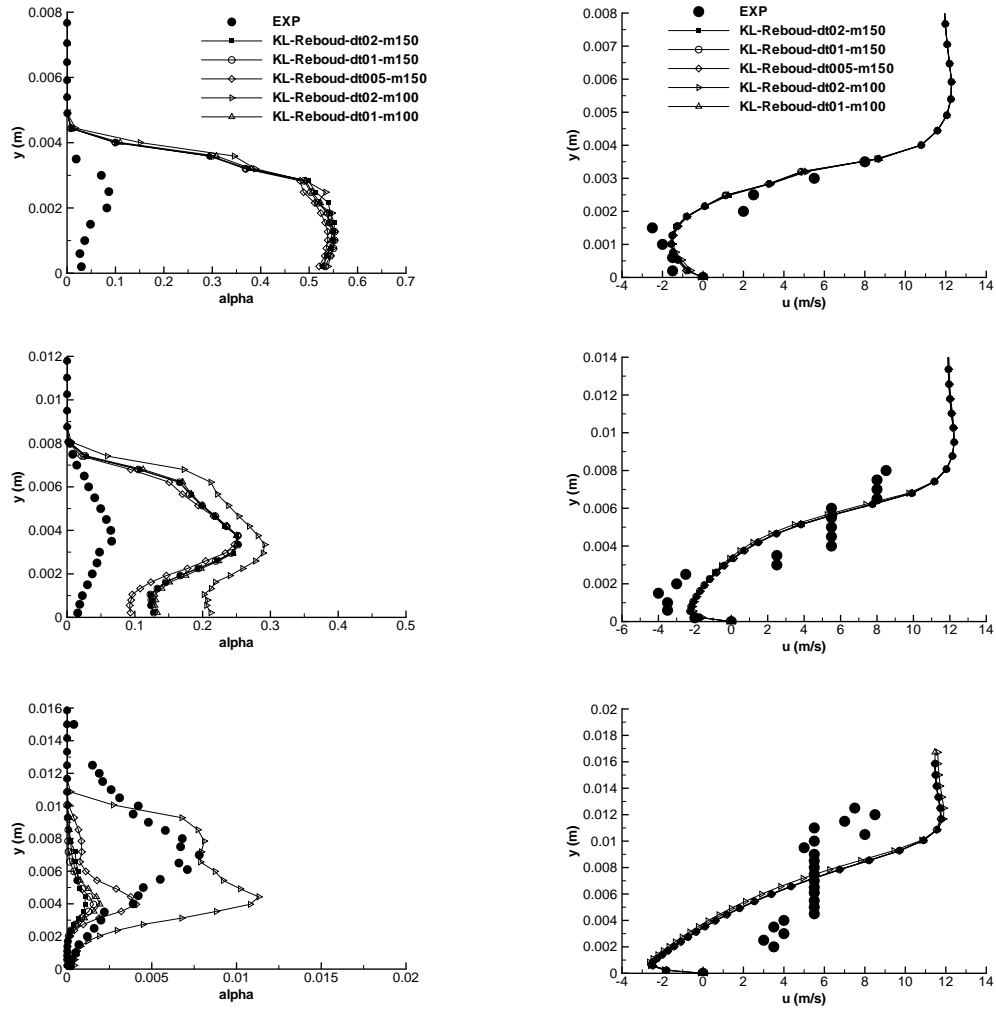 EXP
KL-Reboud-dt02-m150
KL-Reboud-dt01-m150
KL-Reboud-dt005-m150
KL-Reboud-dt02-m100
KL-Reboud-dt01-m100
y (m)
0.008
0.006
0.004
0.002
0
0 0.1 0.2 0.3 0.4 0.5 0.6 0.7
alpha
EXP
KL-Reboud-dt02-m150
KL-Reboud-dt01-m150
KL-Reboud-dt005-m150
KL-Reboud-dt02-m100
KL-Reboud-dt01-m100
y (m)
0.008
0.007
0.006
0.005
0.004
0.003
0.002
0.001
0
-4 -2 0 2 4 6 8 10 12 14
u (m/s)
y (m)
0.012
0.01
0.008
0.006
0.004
0.002
0
0 0.1 0.2 0.3 0.4 0.5
alpha
y (m)
0.014
0.012
0.01
0.008
0.006
0.004
0.002
0
-6 -4 -2 0 2 4 6 8 10 12 14
u (m/s)
y (m)
0.016
0.014
0.012
0.01
0.008
0.006
0.004
0.002
0
0 0.005 0.01 0.015 0.02
alpha
y (m)
0.02
0.018
0.016
0.014
0.012
0.01
0.008
0.006
0.004
0.002
0
-4 -2 0 2 4 6 8 10 12 14
u (m/s)